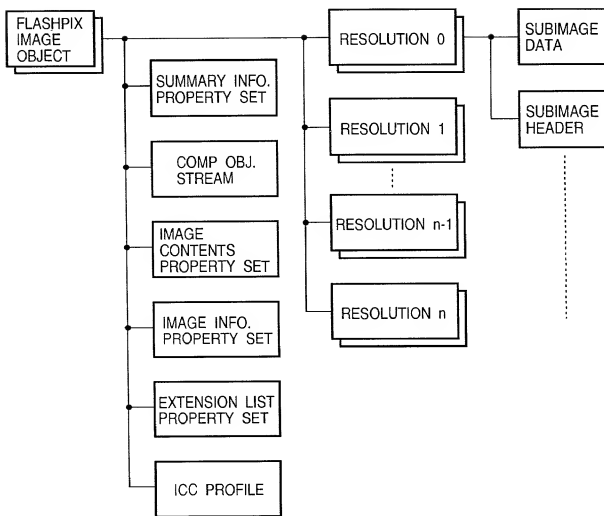 FLASHPIX
IMAGE
OBJECT
SUMMARY INFO.
PROPERTY SET
COMP OBJ.
STREAM
IMAGE
CONTENTS
PROPERTY SET
IMAGE INFO.
PROPERTY SET
EXTENSION LIST
PROPERTY SET
ICC PROFILE
RESOLUTION 0
RESOLUTION 1
RESOLUTION n-1
RESOLUTION n
SUBIMAGE
DATA
SUBIMAGE
HEADER